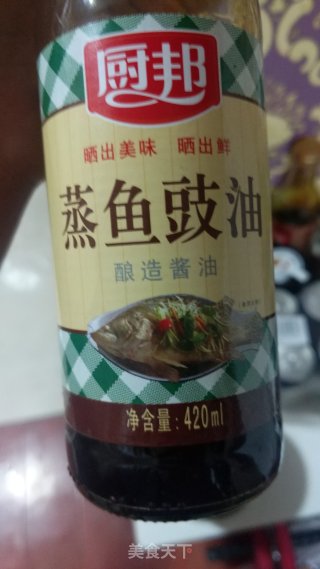 厨邦
晒出美味 晒出鲜
蒸鱼豉油
酿造酱油
净含量:420ml
美食天下